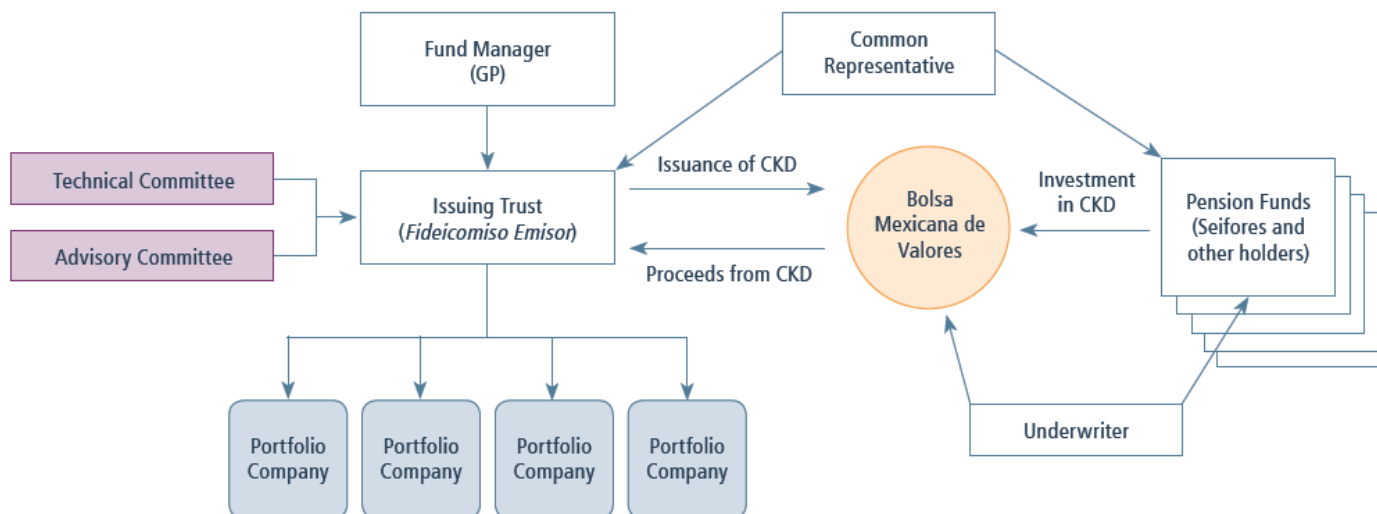 Fund Manager
(GP)
Common
Representative
Technical Committee
Advisory Committee
Issuing Trust
(Fideicomiso Emisor)
Issuance of CKD
Proceeds from CKD
Bolsa
Mexicana de
Valores
Investment
in CKD
Pension Funds
(Seifores and
other holders)
Underwriter
Portfolio
Company
Portfolio
Company
Portfolio
Company
Portfolio
Company